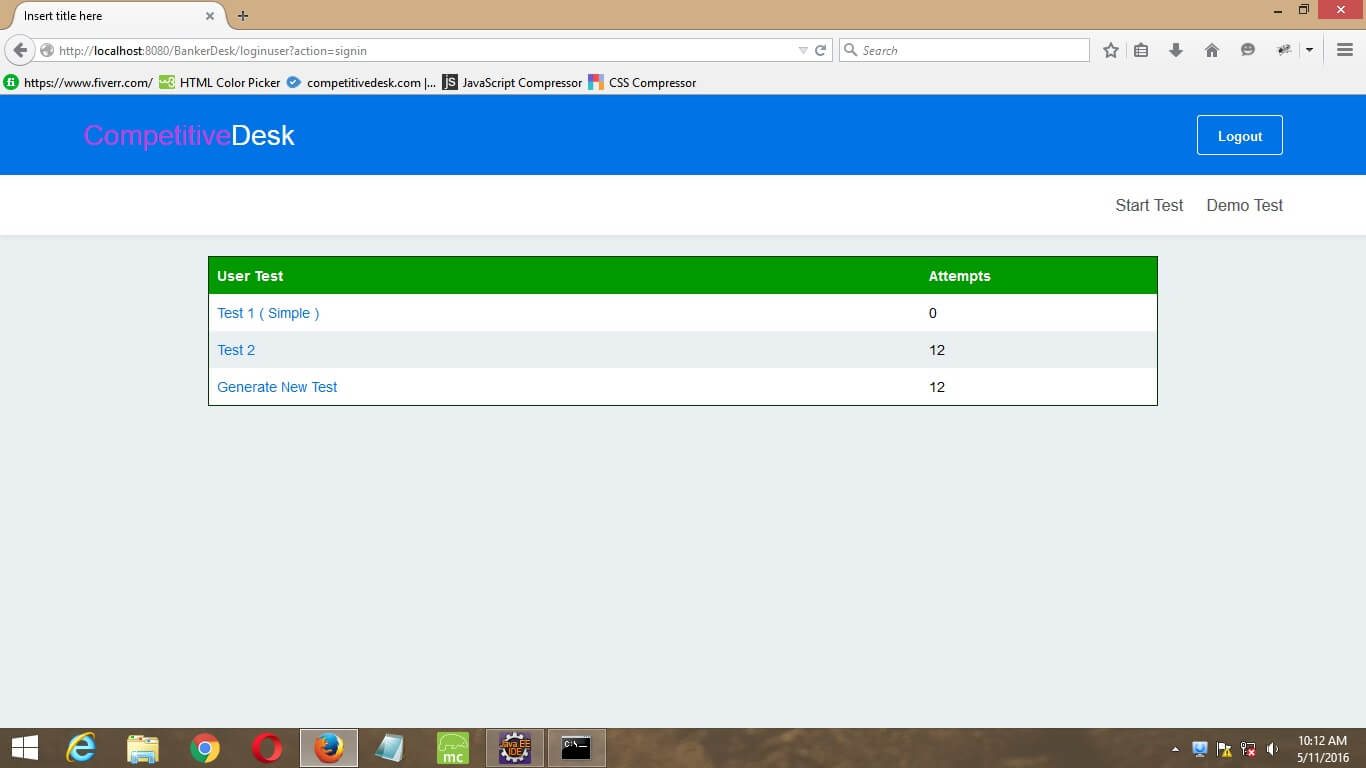 Insert title here
http://localhost:8080/BankerDesk/loginuser?action=signin
Search
https://www.fiverr.com/ HTML Color Picker competitivedesk.com |... JS JavaScript Compressor CSS Compressor
CompetitiveDesk
Logout
Start Test Demo Test
User Test Attempts
Test 1 ( Simple ) 0
Test 2 12
Generate New Test 12
mc
Java EE
IDE
C:\_
10:12 AM
5/11/2016